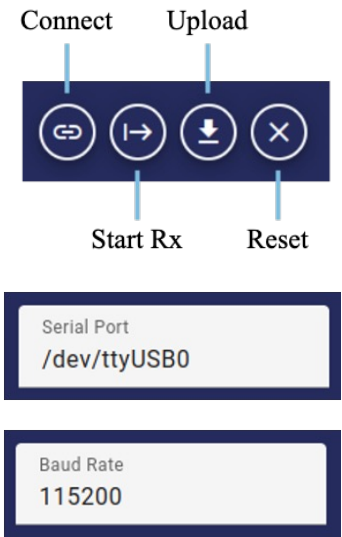 Connect Upload
Start Rx Reset
Serial Port
/dev/ttyUSB0
Baud Rate
115200